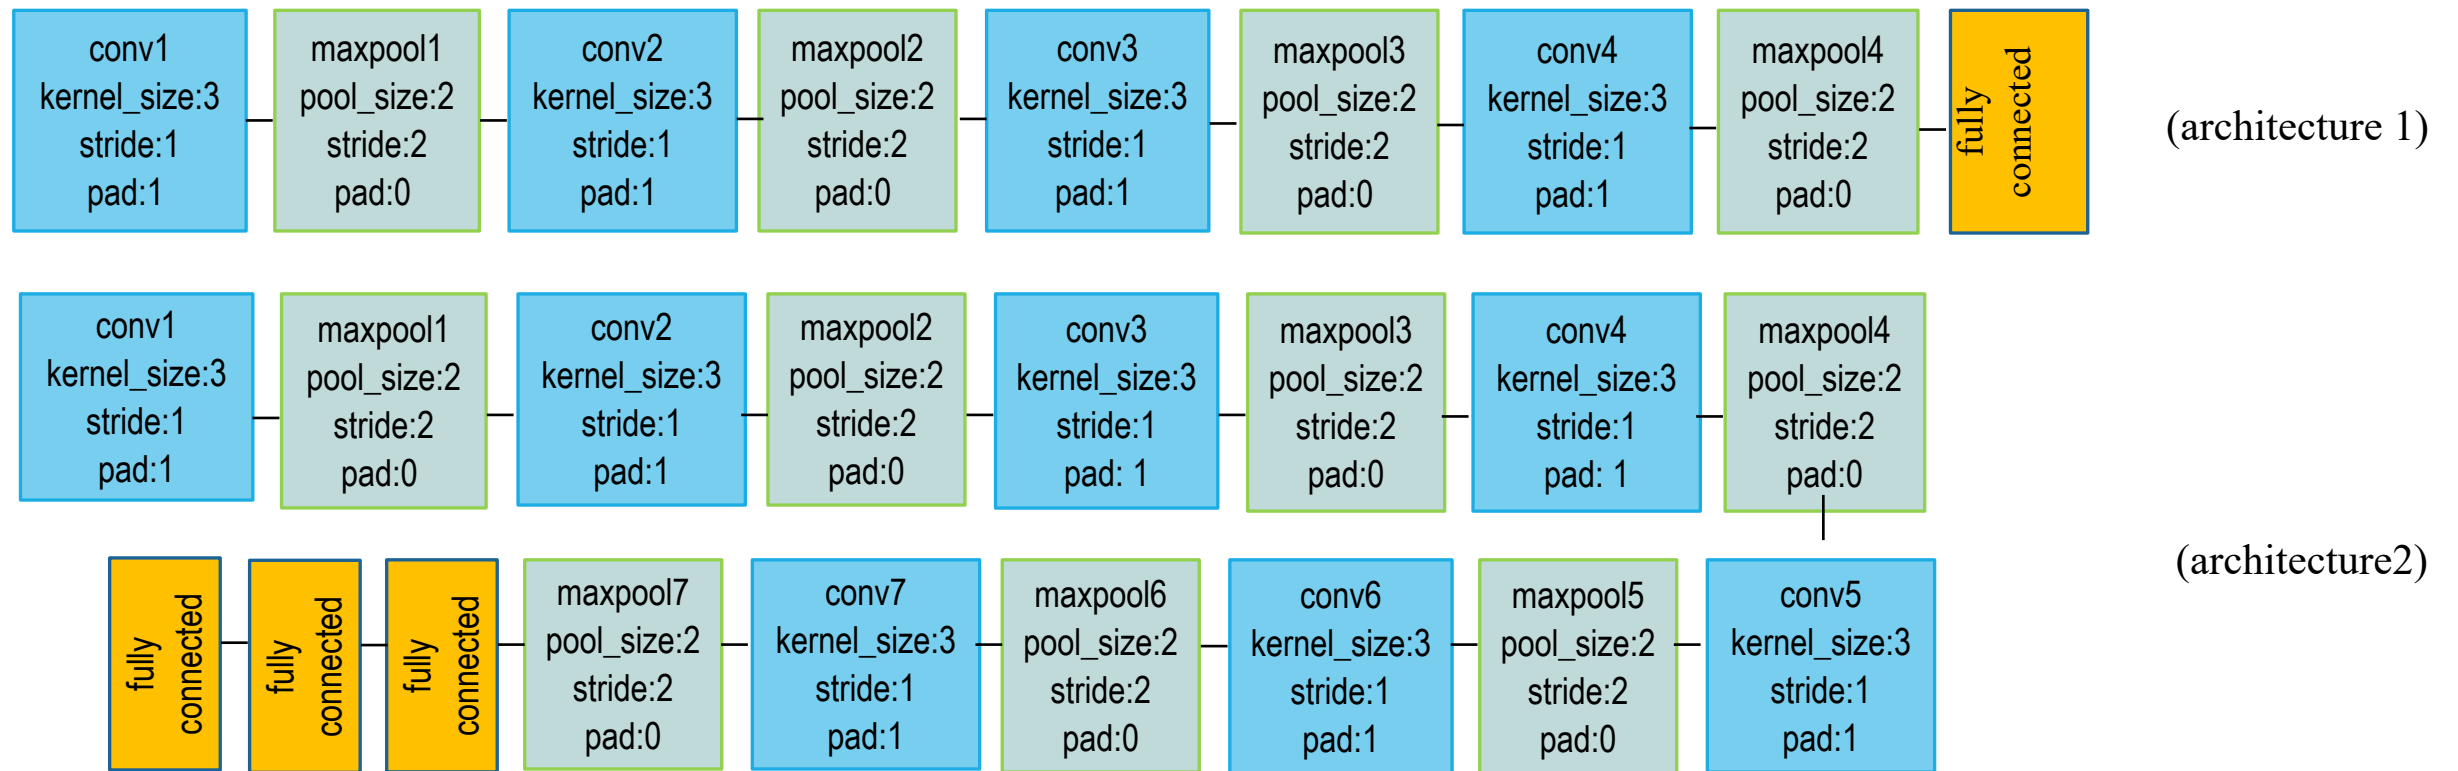 conv1
kernel_size:3
stride:1
pad:1
maxpool1
pool_size:2
stride:2
pad:0
conv2
kernel_size:3
stride:1
pad:1
maxpool2
pool_size:2
stride:2
pad:0
conv3
kernel_size:3
stride:1
pad:1
maxpool3
pool_size:2
stride:2
pad:0
conv4
kernel_size:3
stride:1
pad:1
maxpool4
pool_size:2
stride:2
pad:0
fully
connected
(architecture 1)
conv1
kernel_size:3
stride:1
pad:1
maxpool1
pool_size:2
stride:2
pad:0
conv2
kernel_size:3
stride:1
pad:1
maxpool2
pool_size:2
stride:2
pad:0
conv3
kernel_size:3
stride:1
pad: 1
maxpool3
pool_size:2
stride:2
pad:0
conv4
kernel_size:3
stride:1
pad: 1
maxpool4
pool_size:2
stride:2
pad:0
(architecture2)
fully
connected
fully
connected
fully
connected
maxpool7
pool_size:2
stride:2
pad:0
conv7
kernel_size:3
stride:1
pad:1
maxpool6
pool_size:2
stride:2
pad:0
conv6
kernel_size:3
stride:1
pad:1
maxpool5
pool_size:2
stride:2
pad:0
conv5
kernel_size:3
stride:1
pad:1